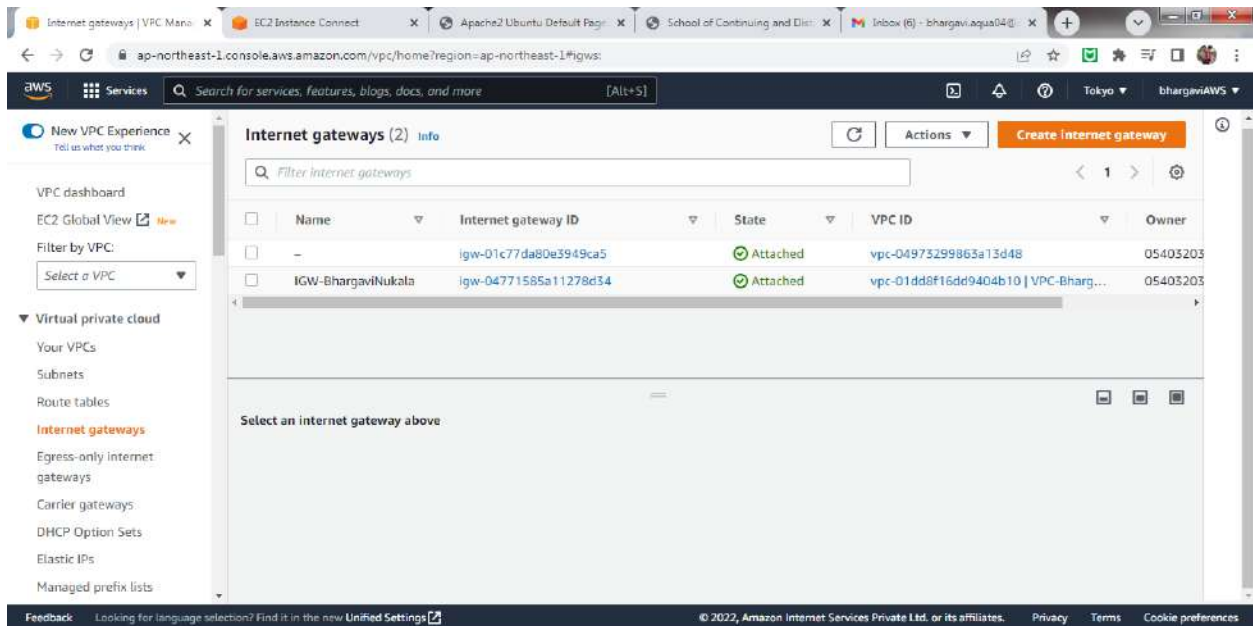 Internet gateways | VPC Mana
EC2 Instance Connect
Apache2 Ubuntu Default Page
School of Continuing and Dis
Inbox (6) - bhargavi.aqua04@
ap-northeast-1.console.aws.amazon.com/vpc/home?region=ap-northeast-1#igws:
aws
Services
Search for services, features, blogs, docs, and more
[Alt+S]
Tokyo
bhargaviAWS
New VPC Experience
Tell us what you think
Internet gateways (2) Info
Actions
Create internet gateway
Filter internet gateways
1
VPC dashboard
EC2 Global View New
Filter by VPC:
Select a VPC
Name Internet gateway ID State VPC ID Owner
– igw-01c77da80e3949ca5 Attached vpc-04973299863a13d48 05403203
IGW-BhargaviNukala igw-04771585a11278d34 Attached vpc-01dd8f16dd9404b10 | VPC-Bharg... 05403203
Virtual private cloud
Your VPCs
Subnets
Route tables
Internet gateways
Egress-only internet
gateways
Carrier gateways
DHCP Option Sets
Elastic IPs
Managed prefix lists
Select an internet gateway above
Feedback Looking for language selection? Find it in the new Unified Settings © 2022, Amazon Internet Services Private Ltd. or its affiliates. Privacy Terms Cookie preferences